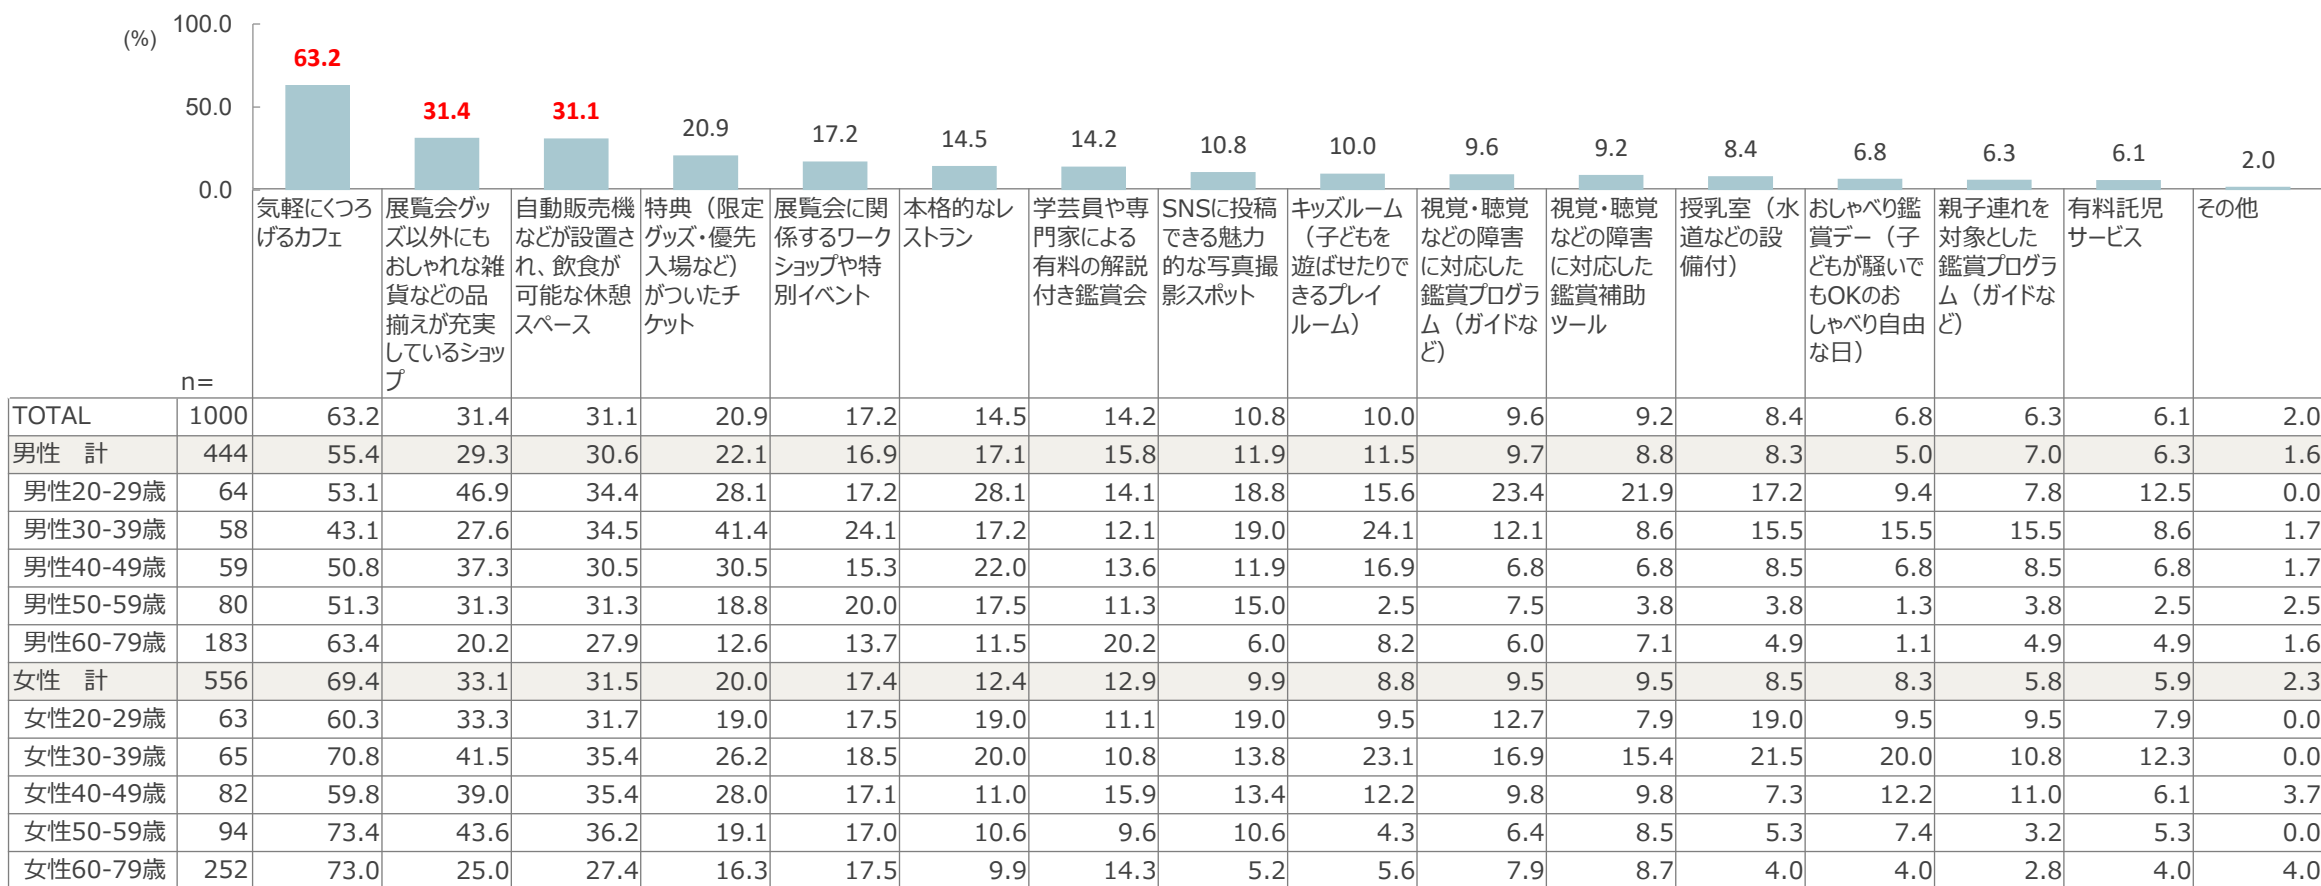 (%)
100.0
50.0
0.0
63.2
31.4
31.1
20.9
17.2
14.5
14.2
10.8
10.0
9.6
9.2
8.4
6.8
6.3
6.1
2.0
n=
気軽にくつろ
げるカフェ
展覧会グッ
ズ以外にも
おしゃれな雑
貨などの品
揃えが充実
しているショッ
プ
自動販売機
などが設置さ
れ、飲食が
可能な休憩
スペース
特典（限定
グッズ・優先
入場など）
がついたチ
ケット
展覧会に関
係するワーク
ショップや特
別イベント
本格的なレ
ストラン
学芸員や専
門家による
有料の解説
付き鑑賞会
SNSに投稿
できる魅力
的な写真撮
影スポット
キッズルーム
（子どもを
遊ばせたりで
きるプレイ
ルーム）
視覚・聴覚
などの障害
に対応した
鑑賞プログラ
ム（ガイドな
ど）
視覚・聴覚
などの障害
に対応した
鑑賞補助
ツール
授乳室（水
道などの設
備付）
おしゃべり鑑
賞デー（子
どもが騒いで
もOKのお
しゃべり自由
な日）
親子連れを
対象とした
鑑賞プログラ
ム（ガイドな
ど）
有料託児
サービス
その他
TOTAL 1000 63.2 31.4 31.1 20.9 17.2 14.5 14.2 10.8 10.0 9.6 9.2 8.4 6.8 6.3 6.1 2.0
男性　計 444 55.4 29.3 30.6 22.1 16.9 17.1 15.8 11.9 11.5 9.7 8.8 8.3 5.0 7.0 6.3 1.6
男性20-29歳 64 53.1 46.9 34.4 28.1 17.2 28.1 14.1 18.8 15.6 23.4 21.9 17.2 9.4 7.8 12.5 0.0
男性30-39歳 58 43.1 27.6 34.5 41.4 24.1 17.2 12.1 19.0 24.1 12.1 8.6 15.5 15.5 15.5 8.6 1.7
男性40-49歳 59 50.8 37.3 30.5 30.5 15.3 22.0 13.6 11.9 16.9 6.8 6.8 8.5 6.8 8.5 6.8 1.7
男性50-59歳 80 51.3 31.3 31.3 18.8 20.0 17.5 11.3 15.0 2.5 7.5 3.8 3.8 1.3 3.8 2.5 2.5
男性60-79歳 183 63.4 20.2 27.9 12.6 13.7 11.5 20.2 6.0 8.2 6.0 7.1 4.9 1.1 4.9 4.9 1.6
女性　計 556 69.4 33.1 31.5 20.0 17.4 12.4 12.9 9.9 8.8 9.5 9.5 8.5 8.3 5.8 5.9 2.3
女性20-29歳 63 60.3 33.3 31.7 19.0 17.5 19.0 11.1 19.0 9.5 12.7 7.9 19.0 9.5 9.5 7.9 0.0
女性30-39歳 65 70.8 41.5 35.4 26.2 18.5 20.0 10.8 13.8 23.1 16.9 15.4 21.5 20.0 10.8 12.3 0.0
女性40-49歳 82 59.8 39.0 35.4 28.0 17.1 11.0 15.9 13.4 12.2 9.8 9.8 7.3 12.2 11.0 6.1 3.7
女性50-59歳 94 73.4 43.6 36.2 19.1 17.0 10.6 9.6 10.6 4.3 6.4 8.5 5.3 7.4 3.2 5.3 0.0
女性60-79歳 252 73.0 25.0 27.4 16.3 17.5 9.9 14.3 5.2 5.6 7.9 8.7 4.0 4.0 2.8 4.0 4.0